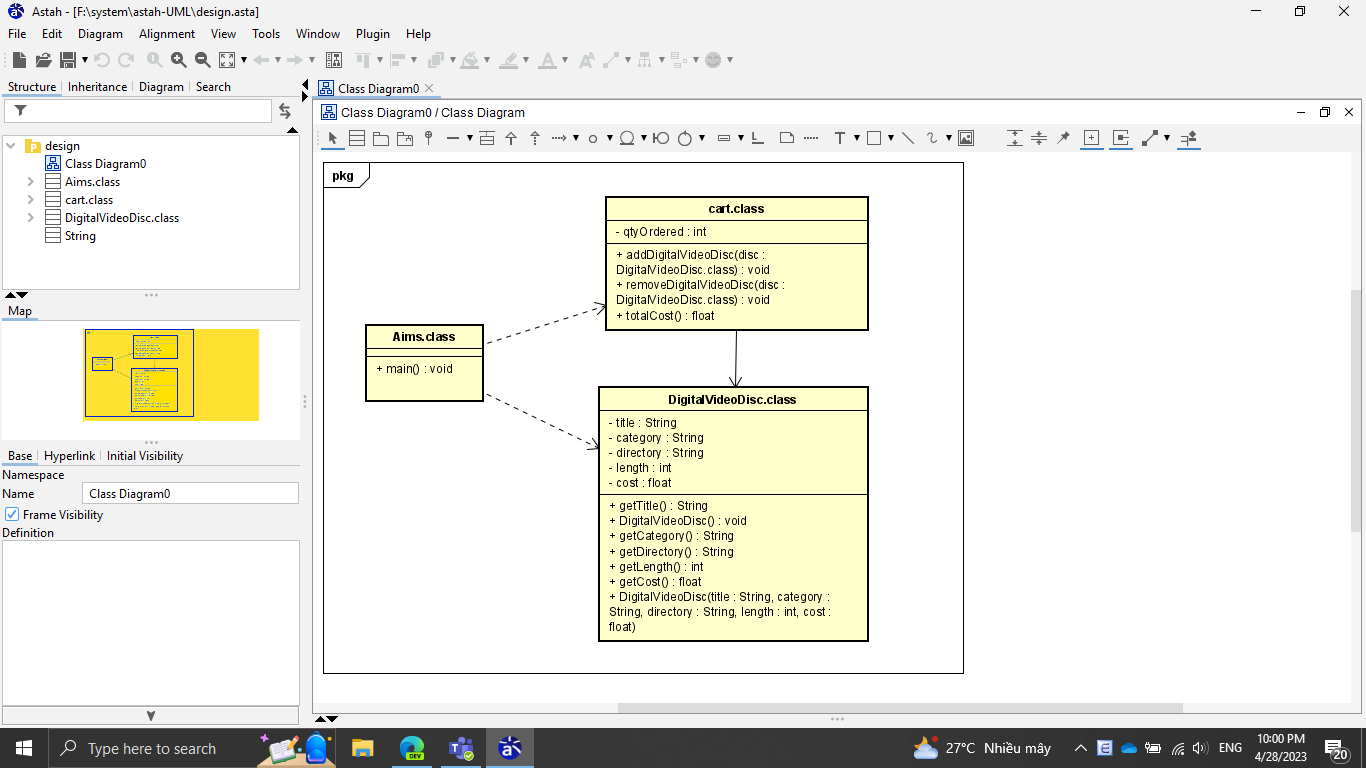 Astah - [F:\system\astah-UML\design.asta]
File Edit Diagram Alignment View Tools Window Plugin Help
Structure Inheritance Diagram Search
design
Class Diagram0
Aims.class
cart.class
DigitalVideoDisc.class
String
Map
Base Hyperlink Initial Visibility
Namespace
Name Class Diagram0
Frame Visibility
Definition
Class Diagram0
Class Diagram0 / Class Diagram
pkg
cart.class
- qtyOrdered : int
+ addDigitalVideoDisc(disc :
DigitalVideoDisc.class) : void
+ removeDigitalVideoDisc(disc :
DigitalVideoDisc.class) : void
+ totalCost() : float
Aims.class
+ main() : void
DigitalVideoDisc.class
- title : String
- category : String
- directory : String
- length : int
- cost : float
+ getTitle() : String
+ DigitalVideoDisc() : void
+ getCategory() : String
+ getDirectory() : String
+ getLength() : int
+ getCost() : float
+ DigitalVideoDisc(title : String, category :
String, directory : String, length : int, cost :
float)
Type here to search
DEV
27°C Nhiều mây
ENG
10:00 PM
4/28/2023
20